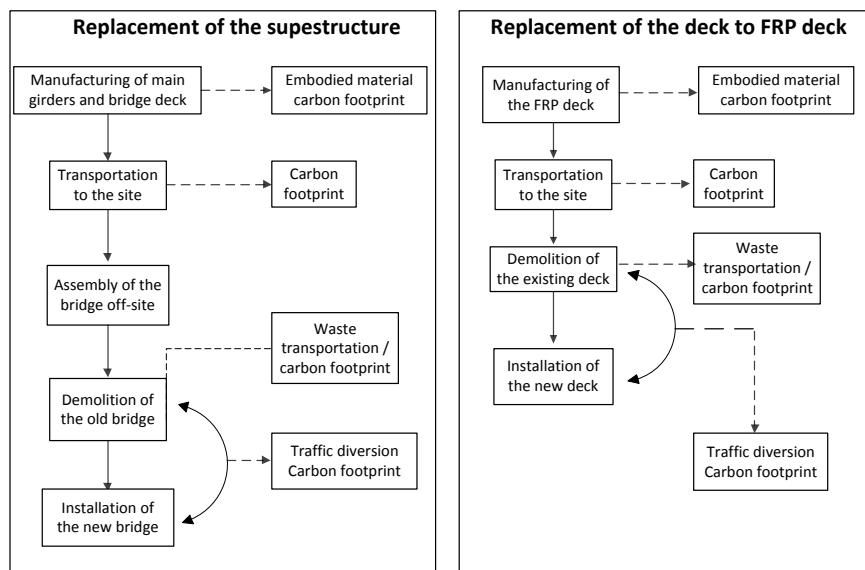 Replacement of the supestructure
Manufacturing of main
girders and bridge deck
Embodied material
carbon footprint
Transportation
to the site
Carbon
footprint
Assembly of the
bridge off-site
Waste
transportation /
carbon footprint
Demolition of
the old bridge
Traffic diversion
Carbon footprint
Installation of
the new bridge
Replacement of the deck to FRP deck
Manufacturing of
the FRP deck
Embodied material
carbon footprint
Transportation
to the site
Carbon
footprint
Demolition of
the existing deck
Waste
transportation /
carbon footprint
Installation of
the new deck
Traffic diversion
Carbon footprint